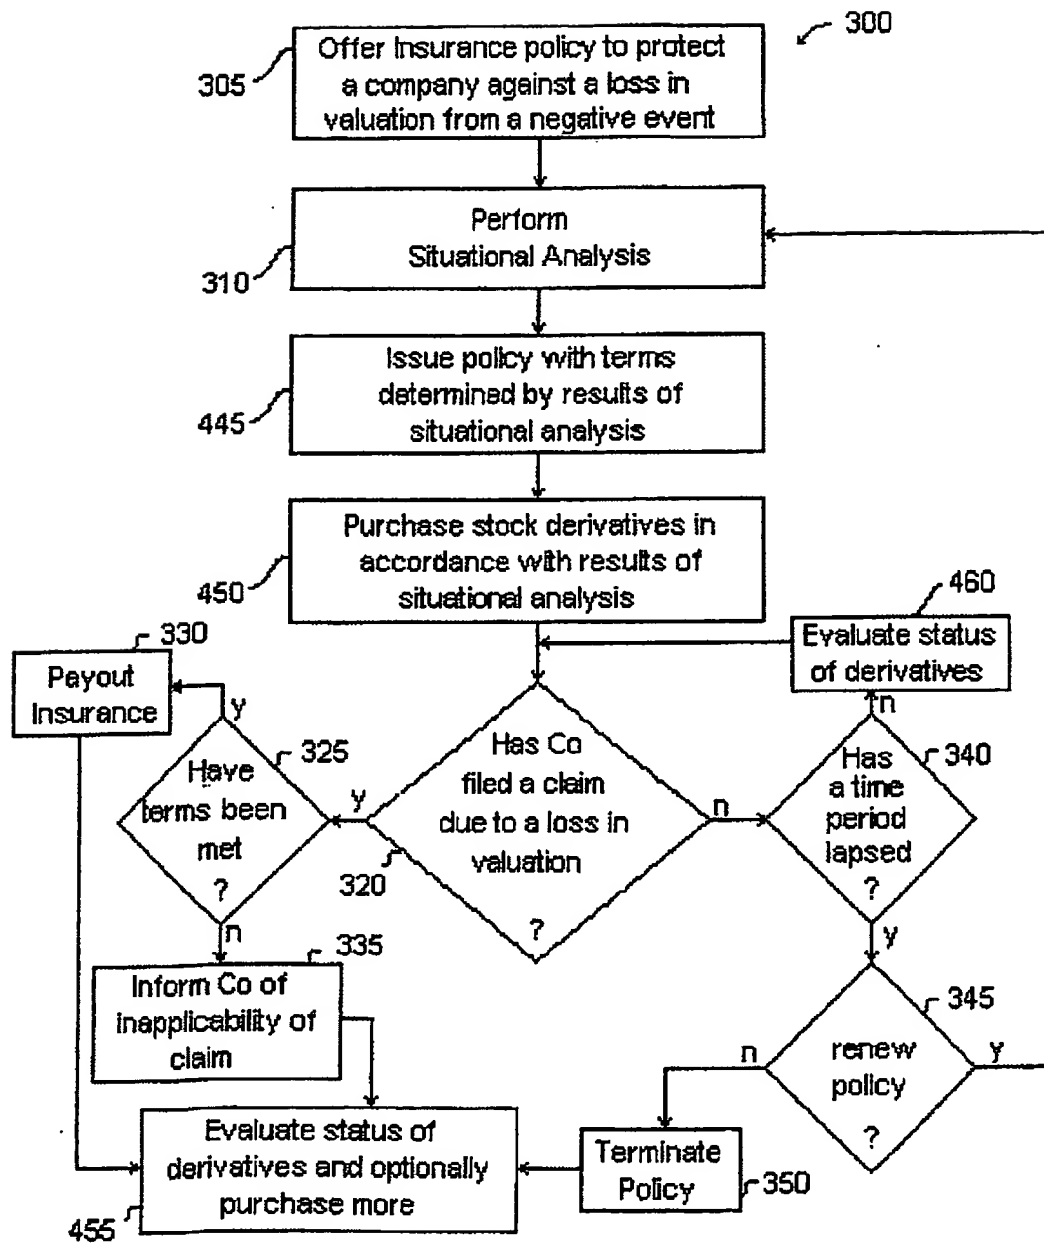 300
305
Offer Insurance policy to protect
a company against a loss in
valuation from a negative event
310
Perform
Situational Analysis
445
Issue policy with terms
determined by results of
situational analysis
450
Purchase stock derivatives in
accordance with results of
situational analysis
460
Evaluate status
of derivatives
330
Payout
Insurance
y
325
Have
terms been
met
?
n
y
320
Has Co
filed a claim
due to a loss in
valuation
?
n
n
340
Has
a time
period
lapsed
?
y
335
Inform Co of
inapplicability of
claim
345
renew
policy
?
n
y
Terminate
Policy
350
Evaluate status of
derivatives and optionally
purchase more
455